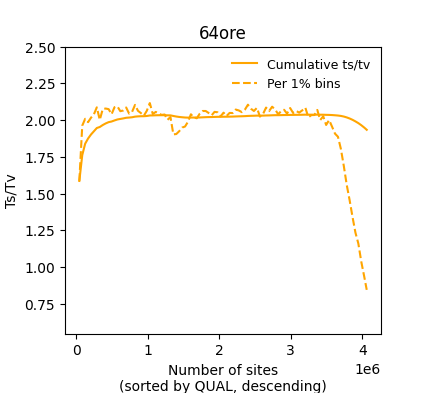 64ore
2.50
2.25
2.00
1.75
1.50
1.25
1.00
0.75
Ts/Tv
Cumulative ts/tv
Per 1% bins
0 1 2 3 4
1e6
Number of sites
(sorted by QUAL, descending)